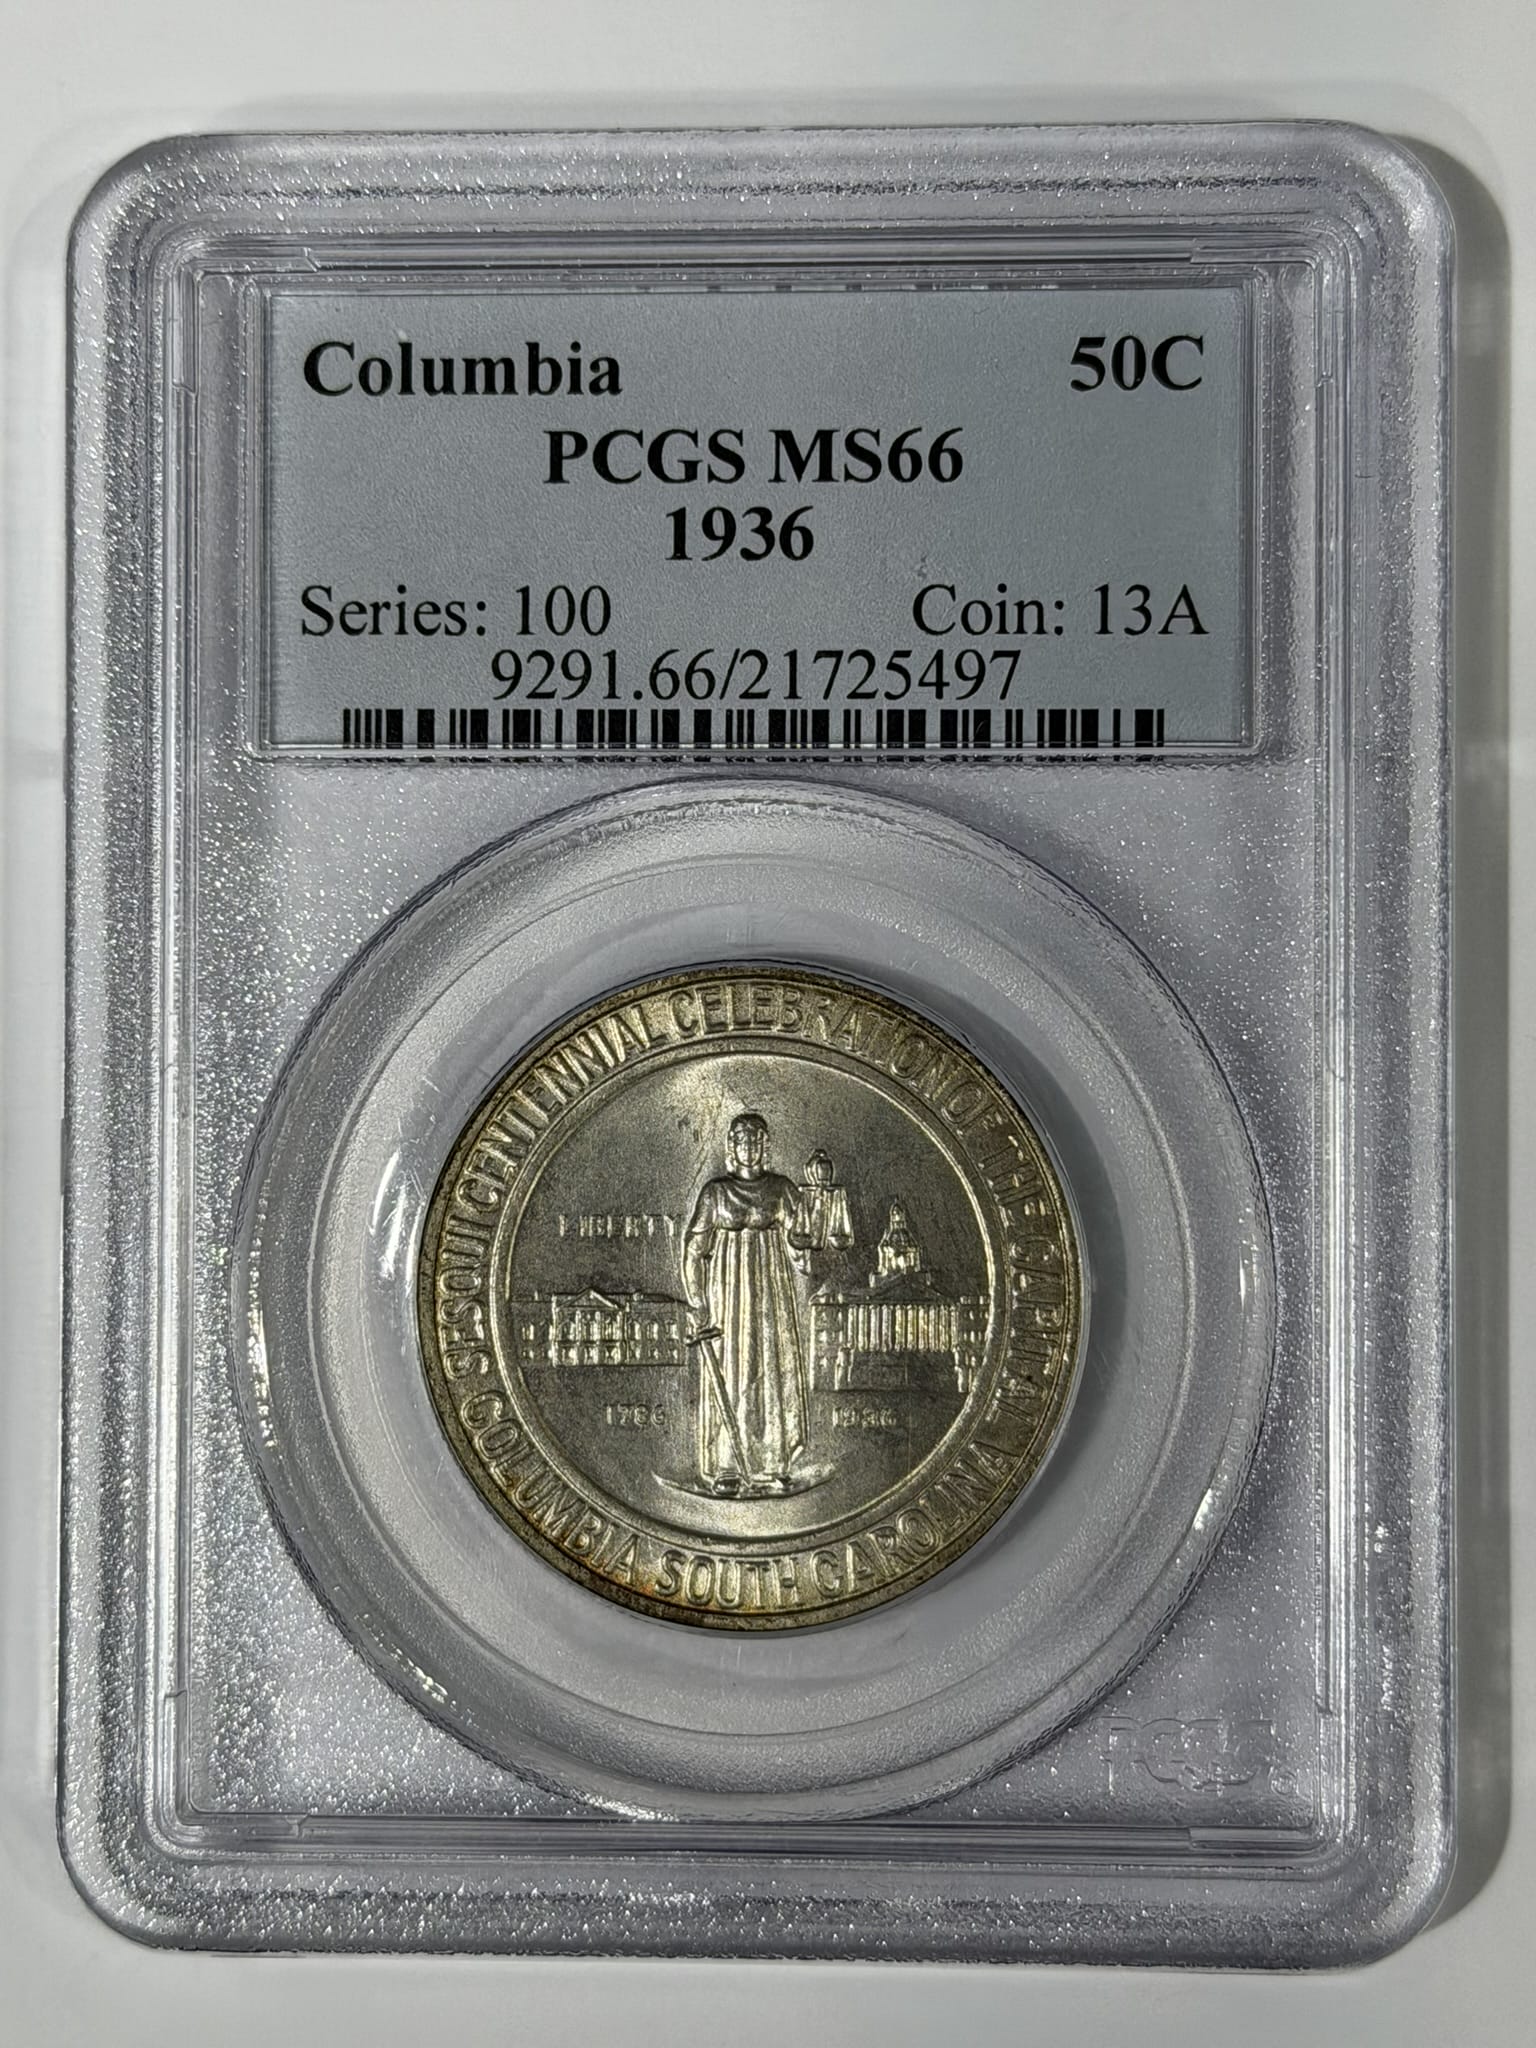 Columbia 50C
PCGS MS66
1936
Series: 100 Coin: 13A
9291.66/21725497
SESQUICENTENNIAL CELEBRATION OF THE CAPITAL
LIBERTY
1786 1936
COLUMBIA SOUTH CAROLINA
PCGS